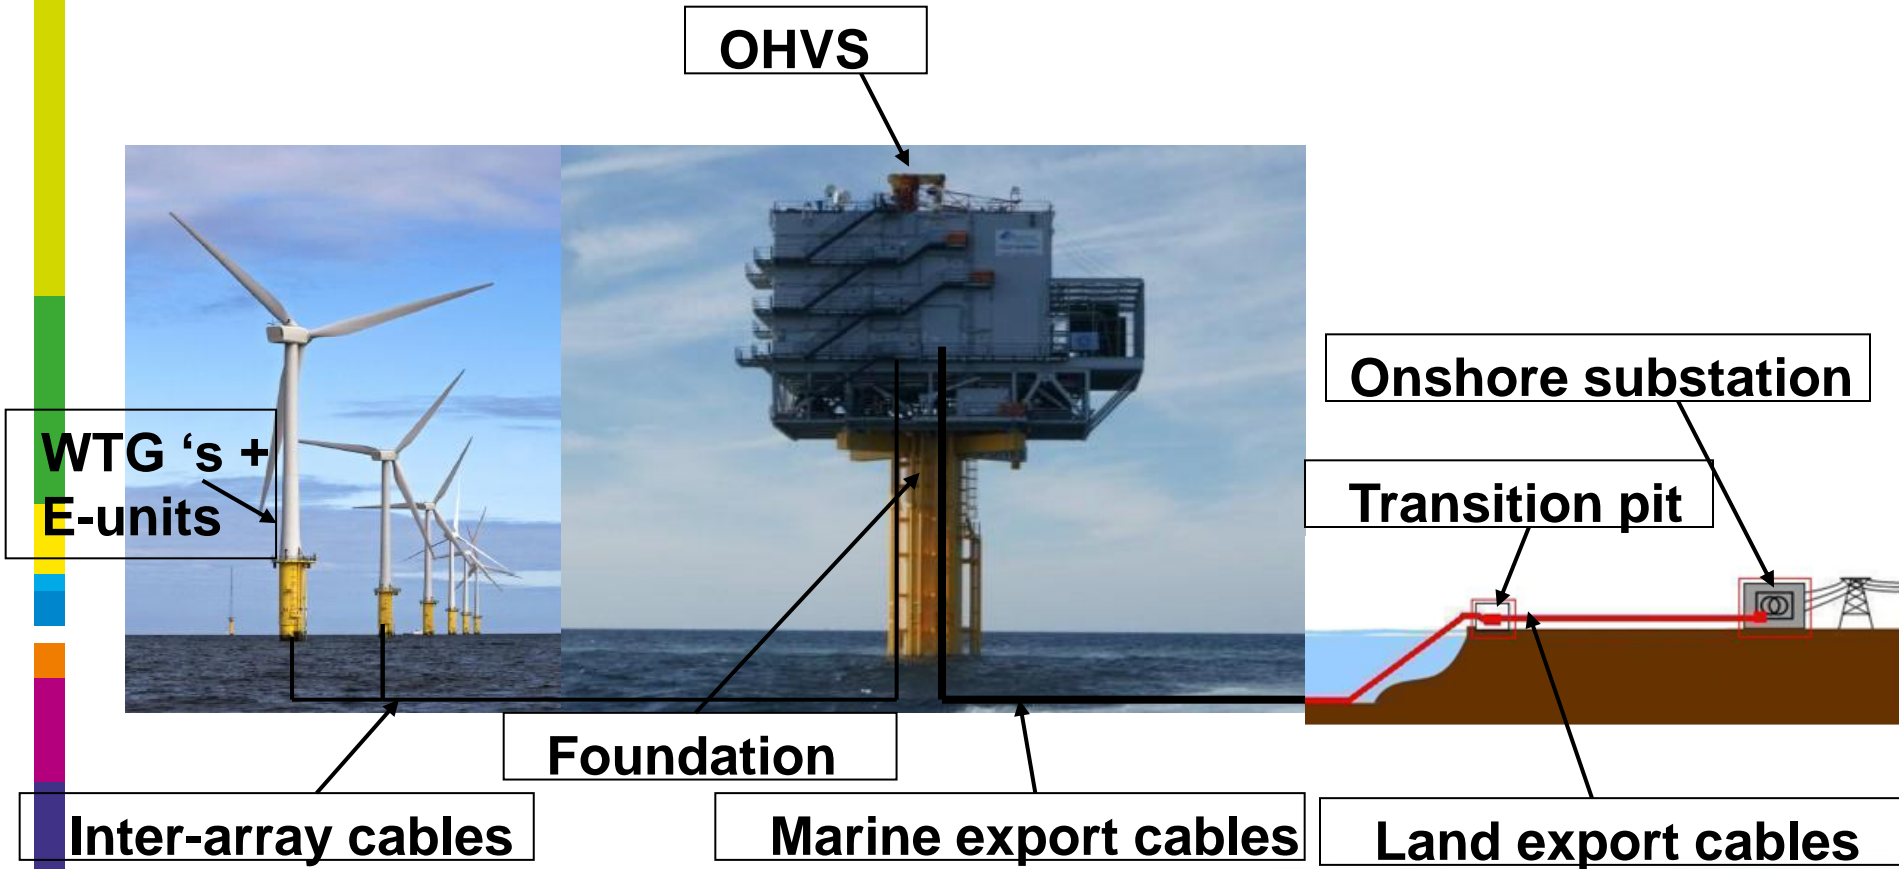 OHVS
Onshore substation
WTG ‘s +
E-units
Transition pit
Foundation
Inter-array cables
Marine export cables
Land export cables